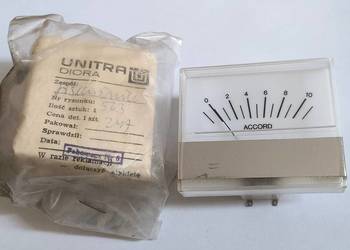 UNITRA
DIORA
Zespół:
Nr rysunku:
Ilość sztuk:
Cena det. 1 szt.
Pakował: 247
Sprawdził:
Data:
W razie reklamacji
0 2 4 6 8 10
ACCORD